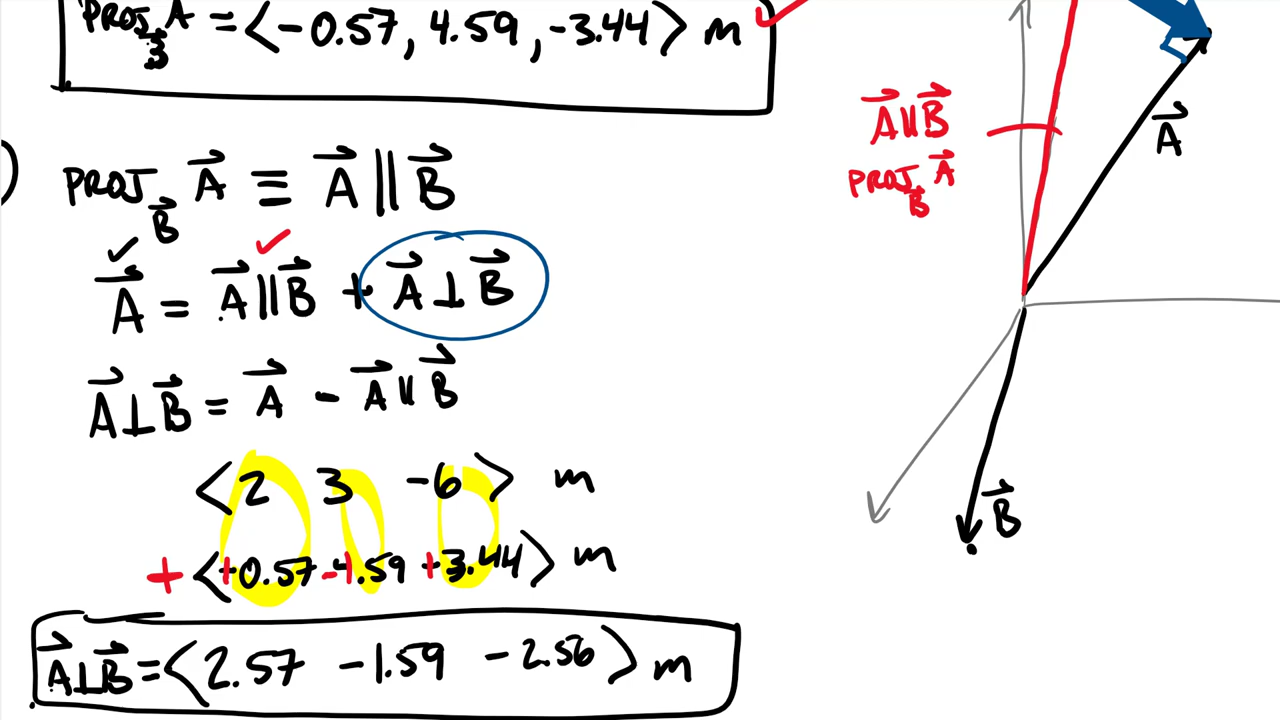 PROJ_B⃗ A⃗ = ⟨-0.57, 4.59, -3.44⟩ m ✓
)
PROJ_B⃗ A⃗ ≡ A⃗ ∥ B⃗
A⃗ = A⃗∥B⃗ + A⃗⊥B⃗
A⃗⊥B⃗ = A⃗ - A⃗∥B⃗
⟨2 3 -6⟩ m
+ ⟨+0.57 -4.59 +3.44⟩ m
A⃗⊥B⃗ = ⟨2.57 -1.59 -2.56⟩ m
A⃗∥B⃗
PROJ_B⃗ A⃗
A⃗
B⃗